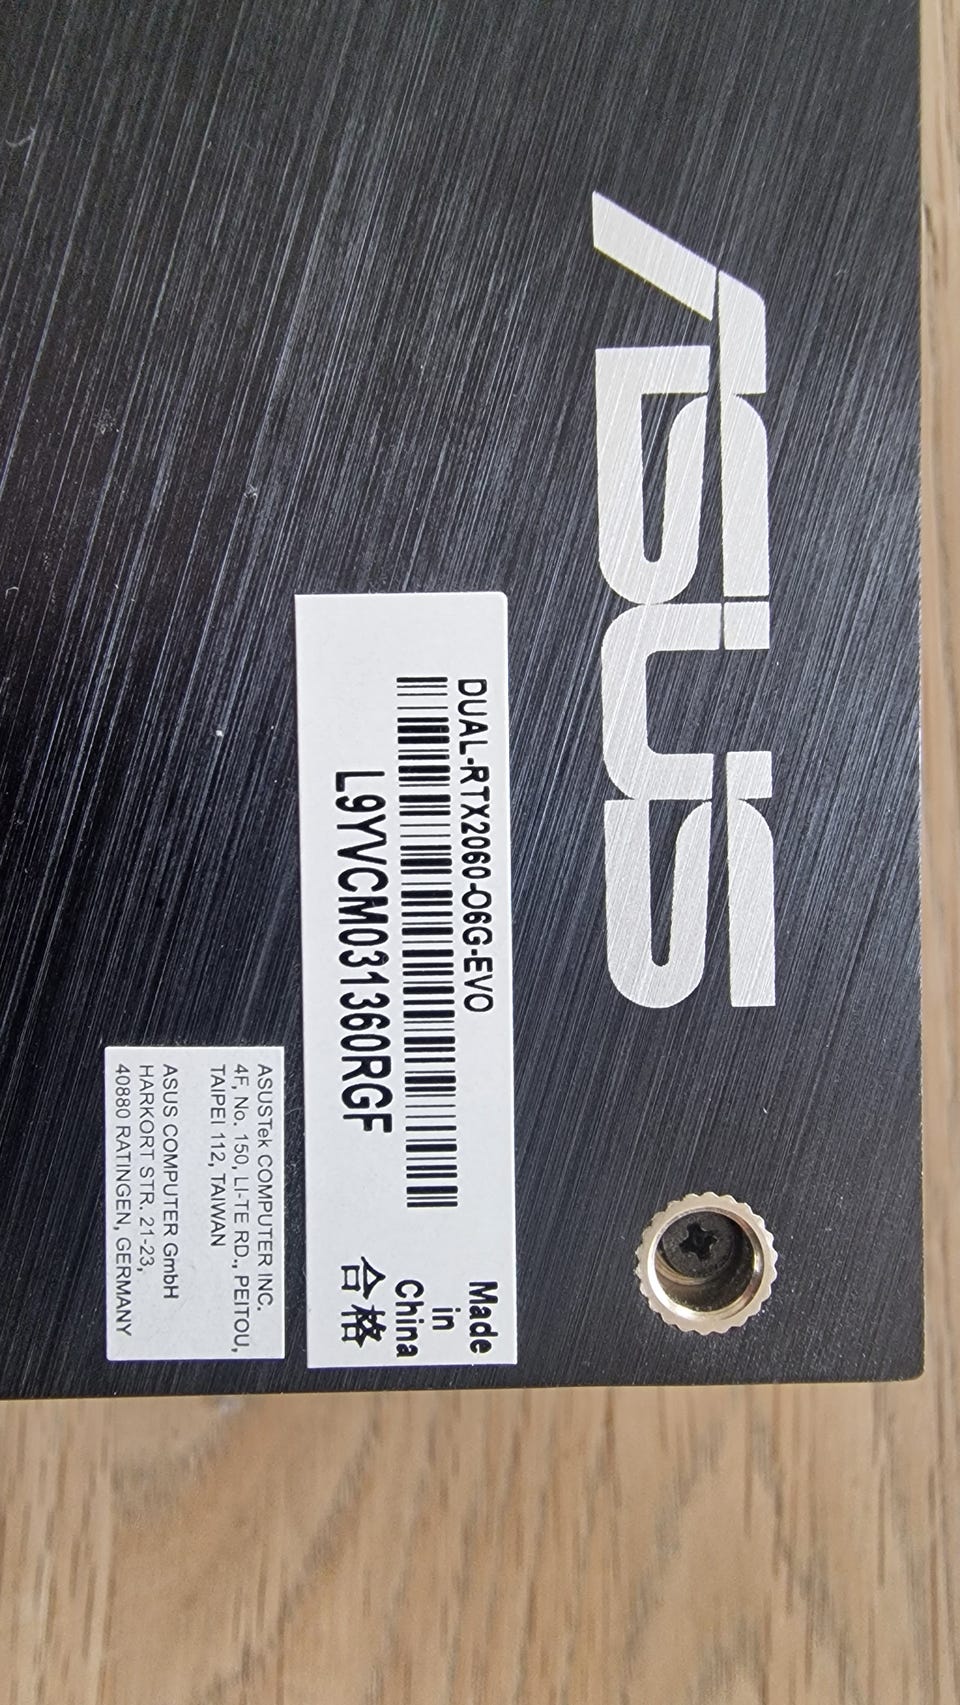 ASUS
DUAL-RTX2060-O6G-EVO
L9YVCM031360RGF
Made
in
China
合格
ASUSTek COMPUTER INC.
4F, No. 150, LI-TE RD., PEITOU,
TAIPEI 112, TAIWAN
ASUS COMPUTER GmbH
HARKORT STR. 21-23,
40880 RATINGEN, GERMANY